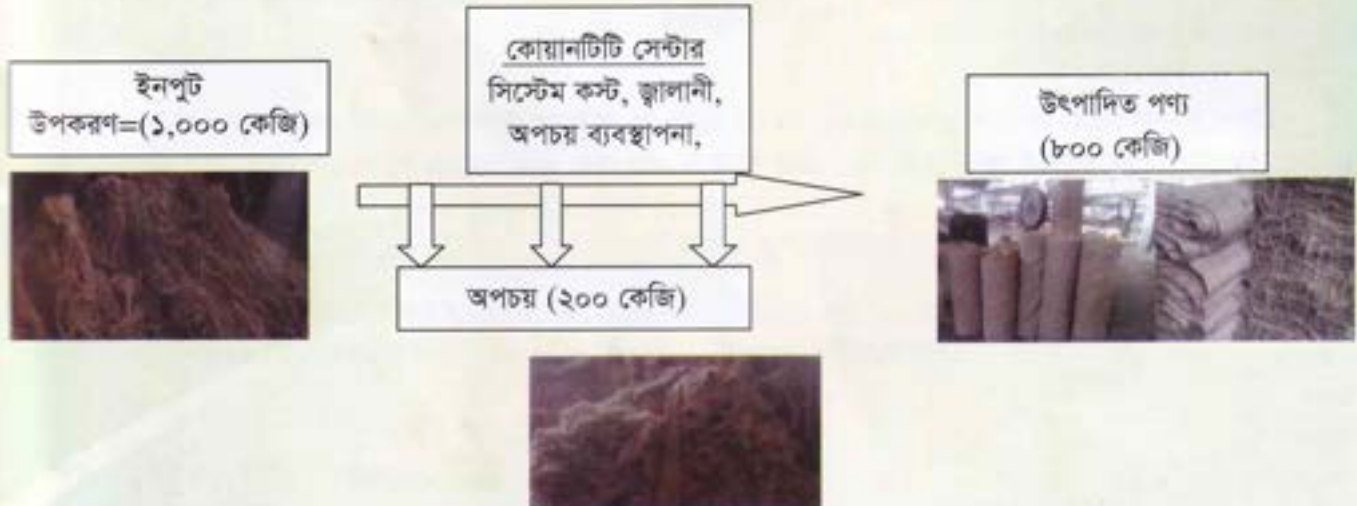 ইনপুট
উপকরণ=(১,০০০ কেজি)
কোয়ানটিটি সেন্টার
সিস্টেম কস্ট, জ্বালানী,
অপচয় ব্যবস্থাপনা,
উৎপাদিত পণ্য
(৮০০ কেজি)
অপচয় (২০০ কেজি)